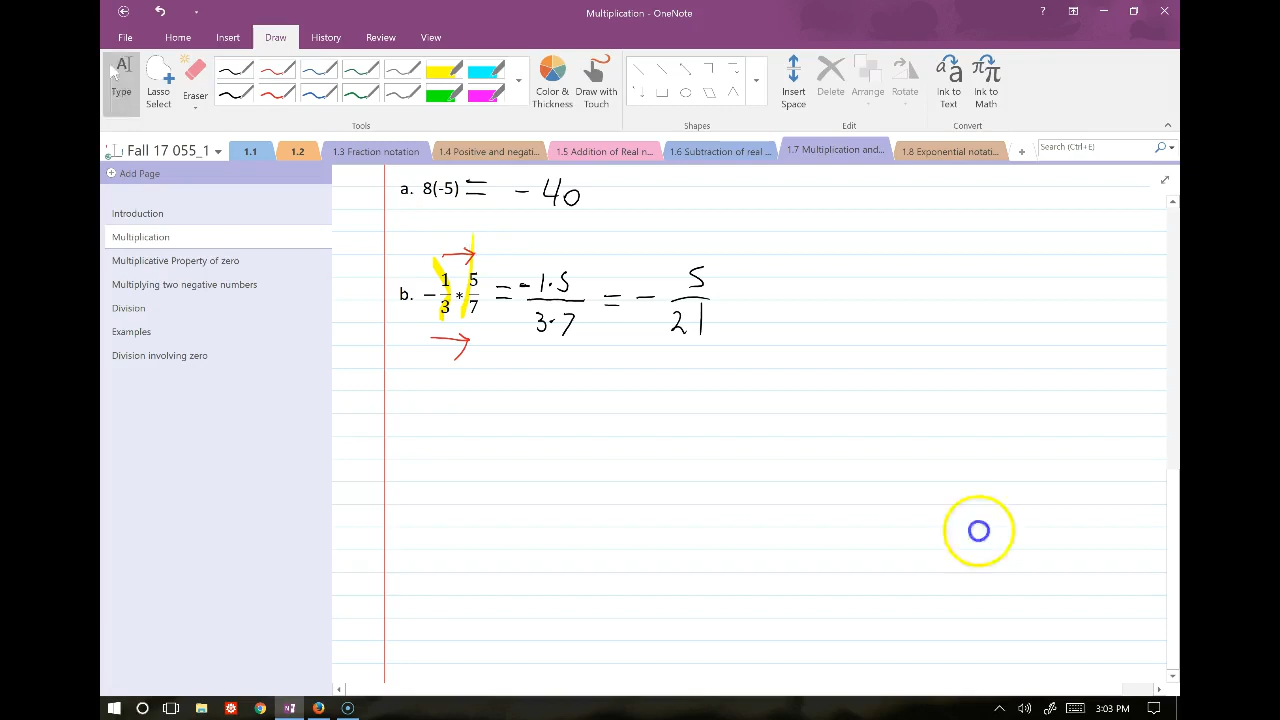 Multiplication - OneNote
File Home Insert Draw History Review View
Type Lasso Select Eraser Color & Thickness Draw with Touch Insert Space Delete Arrange Rotate Ink to Text Ink to Math
Tools Shapes Edit Convert
Fall 17 055_1 1.1 1.2 1.3 Fraction notation 1.4 Positive and negati... 1.5 Addition of Real n... 1.6 Subtraction of real ... 1.7 Multiplication and... 1.8 Exponential notati... Search (Ctrl+E)
Add Page
Introduction
Multiplication
Multiplicative Property of zero
Multiplying two negative numbers
Division
Examples
Division involving zero
a. 8(-5) = - 40
b. - 1/3 * 5/7 = -1·5/3·7 = - 5/21
3:03 PM